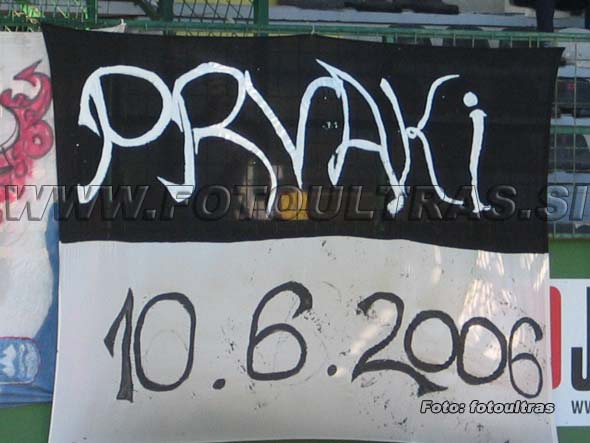 PRVAKi
WWW.FOTOULTRAS.SI
10.6.2006
Foto: fotoultras